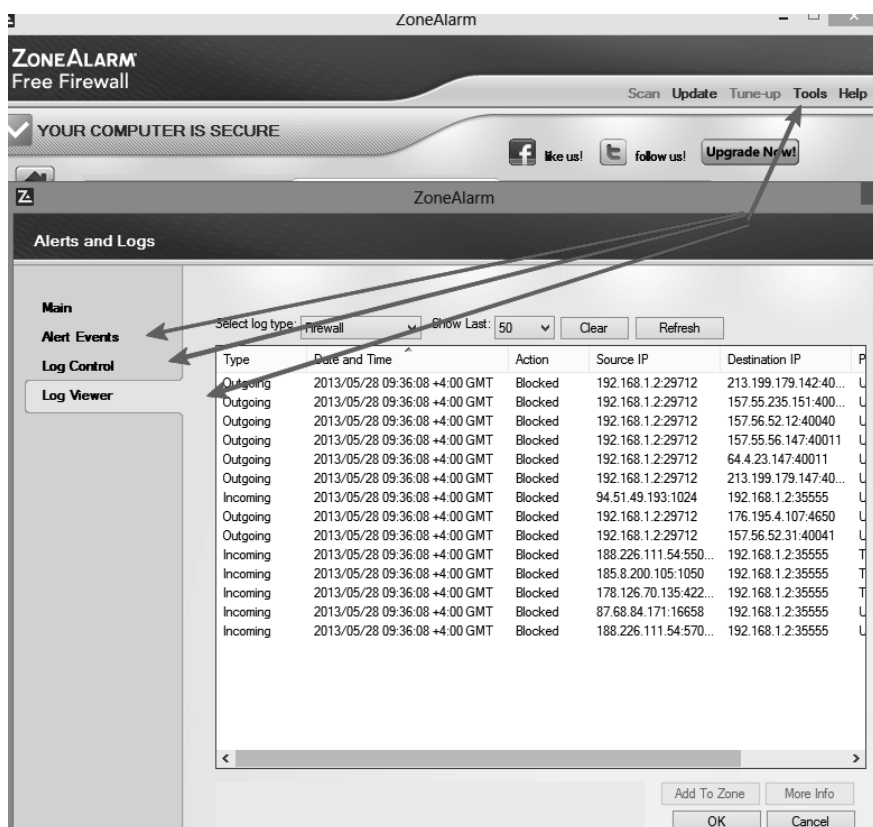 ZoneAlarm
ZONEALARM
Free Firewall
Scan Update Tune-up Tools Help
YOUR COMPUTER IS SECURE
like us! follow us! Upgrade Now!
ZoneAlarm
Alerts and Logs
Main
Alert Events
Log Control
Log Viewer
Select log type: Firewall Show Last: 50 Clear Refresh
Type Date and Time Action Source IP Destination IP P
Outgoing 2013/05/28 09:36:08 +4:00 GMT Blocked 192.168.1.2:29712 213.199.179.142:40... U
Outgoing 2013/05/28 09:36:08 +4:00 GMT Blocked 192.168.1.2:29712 157.55.235.151:400... U
Outgoing 2013/05/28 09:36:08 +4:00 GMT Blocked 192.168.1.2:29712 157.56.52.12:40040 U
Outgoing 2013/05/28 09:36:08 +4:00 GMT Blocked 192.168.1.2:29712 157.55.56.147:40011 U
Outgoing 2013/05/28 09:36:08 +4:00 GMT Blocked 192.168.1.2:29712 64.4.23.147:40011 U
Outgoing 2013/05/28 09:36:08 +4:00 GMT Blocked 192.168.1.2:29712 213.199.179.147:40... U
Incoming 2013/05/28 09:36:08 +4:00 GMT Blocked 94.51.49.193:1024 192.168.1.2:35555 U
Outgoing 2013/05/28 09:36:08 +4:00 GMT Blocked 192.168.1.2:29712 176.195.4.107:4650 U
Outgoing 2013/05/28 09:36:08 +4:00 GMT Blocked 192.168.1.2:29712 157.56.52.31:40041 U
Incoming 2013/05/28 09:36:08 +4:00 GMT Blocked 188.226.111.54:550... 192.168.1.2:35555 T
Incoming 2013/05/28 09:36:08 +4:00 GMT Blocked 185.8.200.105:1050 192.168.1.2:35555 T
Incoming 2013/05/28 09:36:08 +4:00 GMT Blocked 178.126.70.135:422... 192.168.1.2:35555 T
Incoming 2013/05/28 09:36:08 +4:00 GMT Blocked 87.68.84.171:16658 192.168.1.2:35555 U
Incoming 2013/05/28 09:36:08 +4:00 GMT Blocked 188.226.111.54:570... 192.168.1.2:35555 U
Add To Zone More Info
OK Cancel